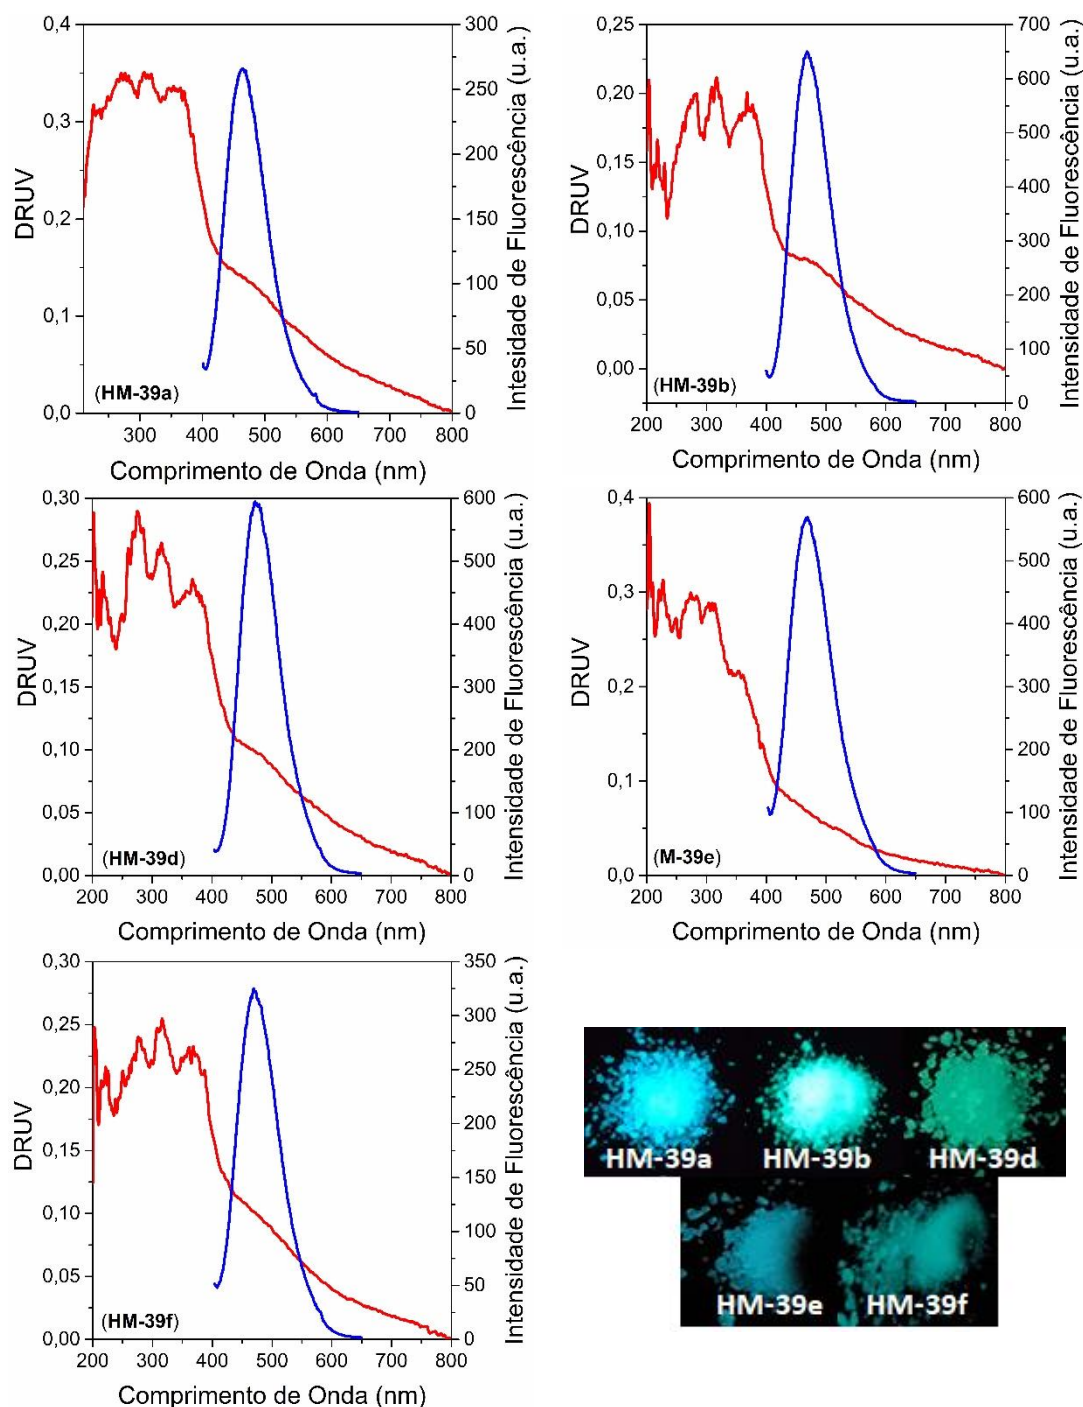 0,4
0,3
0,2
0,1
0,0
DRUV
300
250
200
150
100
50
0
Intesidade de Fluorescência (u.a.)
(HM-39a)
300 400 500 600 700 800
Comprimento de Onda (nm)
0,25
0,20
0,15
0,10
0,05
0,00
DRUV
700
600
500
400
300
200
100
0
Intensidade de Fluorescência (u.a.)
(HM-39b)
200 300 400 500 600 700 800
Comprimento de Onda (nm)
0,30
0,25
0,20
0,15
0,10
0,05
0,00
DRUV
600
500
400
300
200
100
0
Intensidade de Fluorescência (u.a.)
(HM-39d)
200 300 400 500 600 700 800
Comprimento de Onda (nm)
0,4
0,3
0,2
0,1
0,0
DRUV
600
500
400
300
200
100
0
Intensidade de Fluorescência (u.a.)
(M-39e)
200 300 400 500 600 700 800
Comprimento de Onda (nm)
0,30
0,25
0,20
0,15
0,10
0,05
0,00
DRUV
350
300
250
200
150
100
50
0
Intensidade de Fluorescência (u.a.)
(HM-39f)
200 300 400 500 600 700 800
Comprimento de Onda (nm)
HM-39a HM-39b HM-39d
HM-39e HM-39f